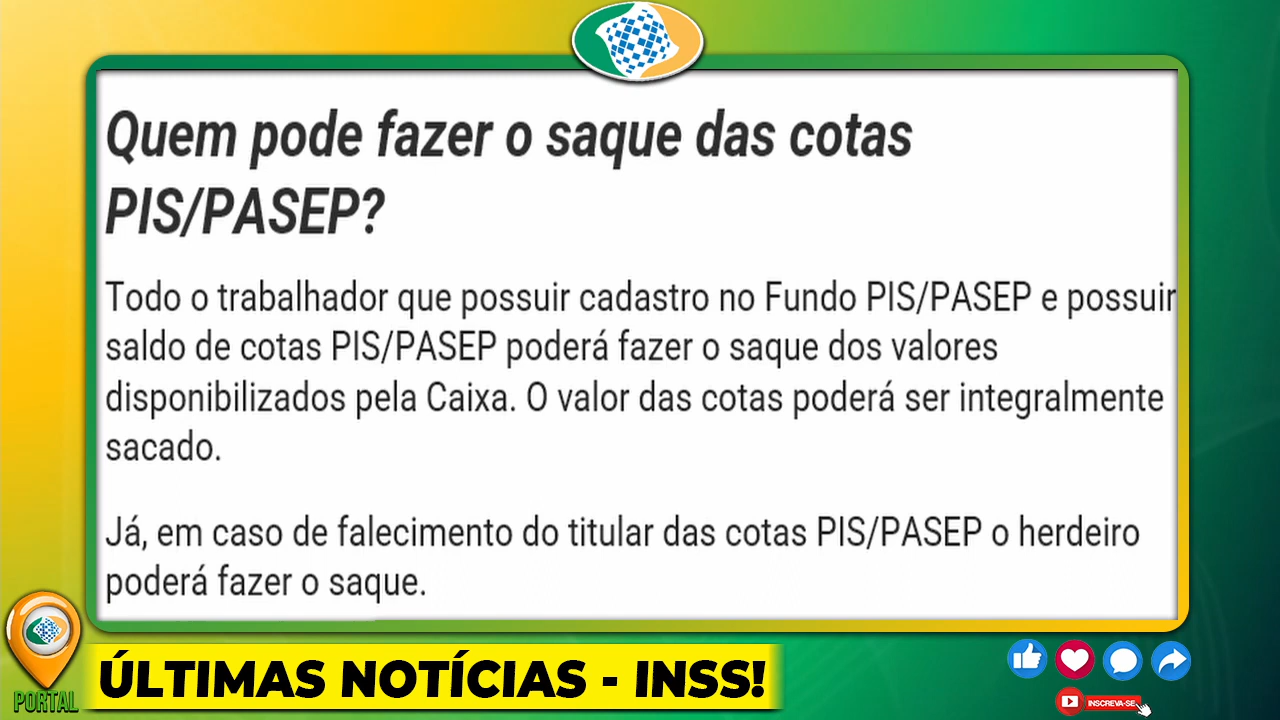 Quem pode fazer o saque das cotas
PIS/PASEP?
Todo o trabalhador que possuir cadastro no Fundo PIS/PASEP e possuir
saldo de cotas PIS/PASEP poderá fazer o saque dos valores
disponibilizados pela Caixa. O valor das cotas poderá ser integralmente
sacado.
Já, em caso de falecimento do titular das cotas PIS/PASEP o herdeiro
poderá fazer o saque.
PORTAL
ÚLTIMAS NOTÍCIAS - INSS!
INSCREVA-SE